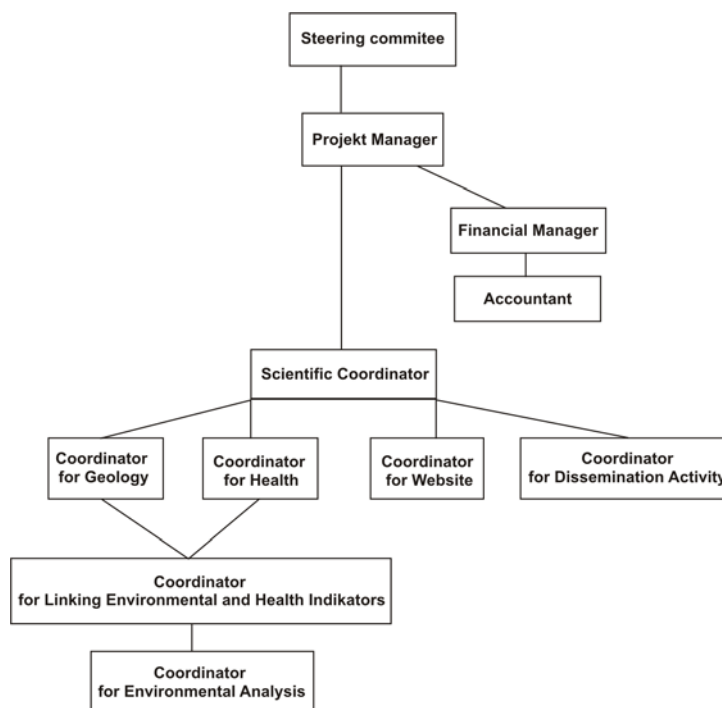 Steering commitee
Projekt Manager
Financial Manager
Accountant
Scientific Coordinator
Coordinator
for Geology
Coordinator
for Health
Coordinator
for Website
Coordinator
for Dissemination Activity
Coordinator
for Linking Environmental and Health Indikators
Coordinator
for Environmental Analysis